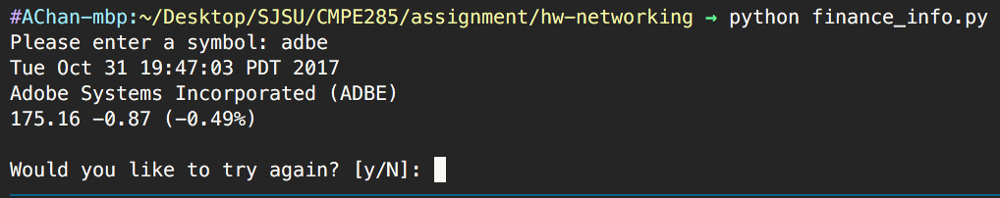 #AChan-mbp:~/Desktop/SJSU/CMPE285/assignment/hw-networking → python finance_info.py
Please enter a symbol: adbe
Tue Oct 31 19:47:03 PDT 2017
Adobe Systems Incorporated (ADBE)
175.16 -0.87 (-0.49%)
Would you like to try again? [y/N]: